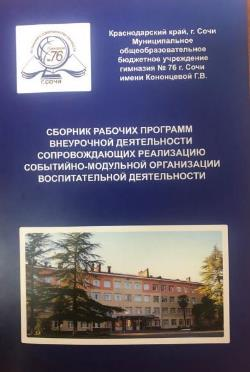 №76
Г.СОЧИ
Краснодарский край, г. Сочи
Муниципальное
общеобразовательное
бюджетное учреждение
гимназия № 76 г. Сочи
имени Кононцевой Г.В.
СБОРНИК РАБОЧИХ ПРОГРАММ
ВНЕУРОЧНОЙ ДЕЯТЕЛЬНОСТИ
СОПРОВОЖДАЮЩИХ РЕАЛИЗАЦИЮ
СОБЫТИЙНО-МОДУЛЬНОЙ ОРГАНИЗАЦИИ
ВОСПИТАТЕЛЬНОЙ ДЕЯТЕЛЬНОСТИ